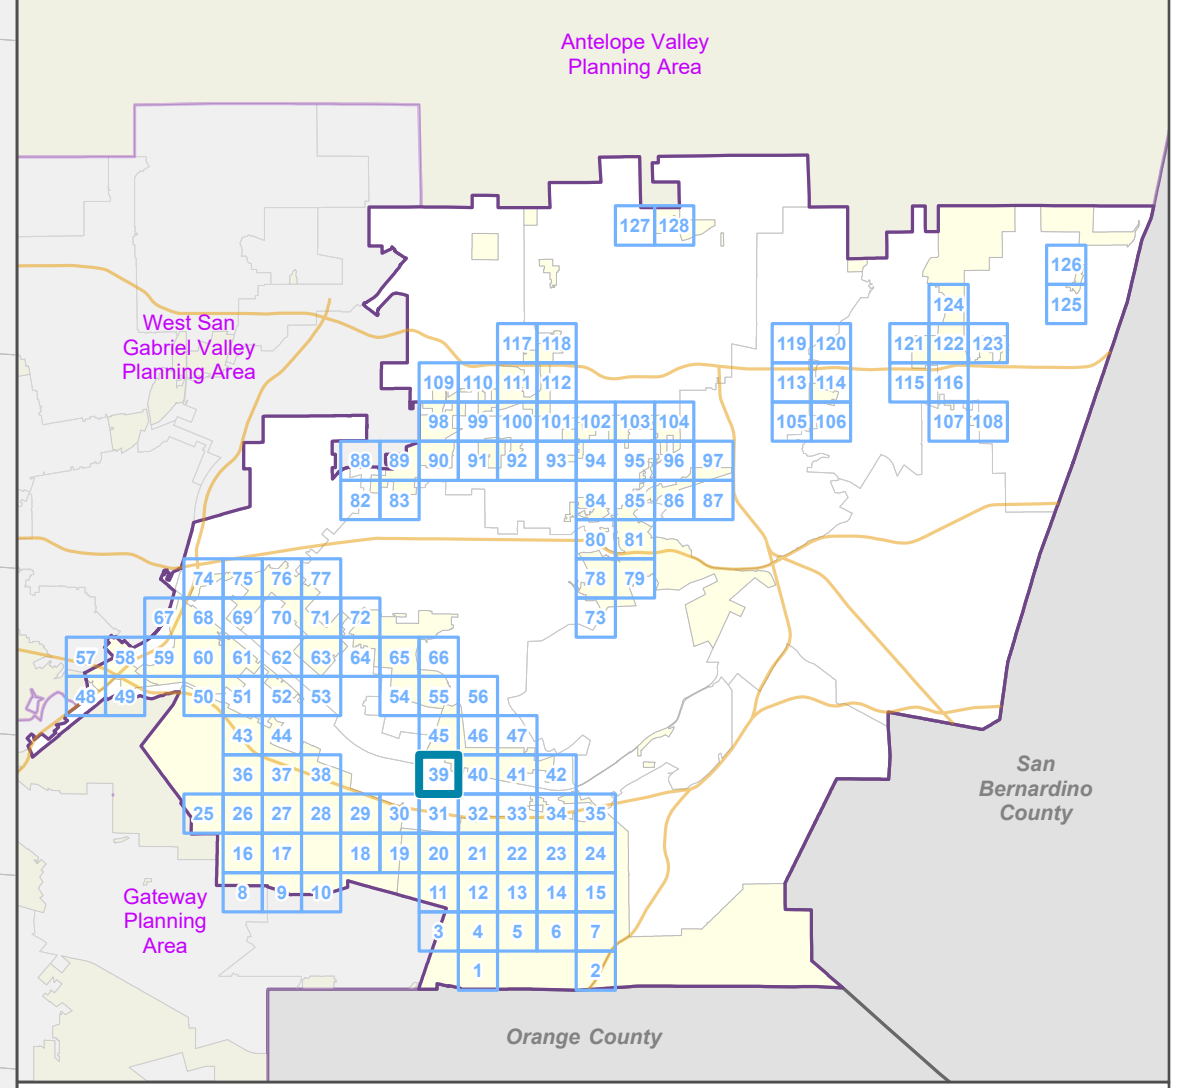 Antelope Valley
Planning Area
127 128
126
124 125
West San
Gabriel Valley
Planning Area
117 118 119 120 121 122 123
109 110 111 112 113 114 115 116
98 99 100 101 102 103 104 105 106 107 108
88 89 90 91 92 93 94 95 96 97
82 83 84 85 86 87
80 81
74 75 76 77 78 79
67 68 69 70 71 72 73
57 58 59 60 61 62 63 64 65 66
48 49 50 51 52 53 54 55 56
43 44 45 46 47
36 37 38 39 40 41 42
San
Bernardino
County
25 26 27 28 29 30 31 32 33 34 35
16 17 18 19 20 21 22 23 24
8 9 10 11 12 13 14 15
Gateway
Planning
Area
3 4 5 6 7
1 2
Orange County